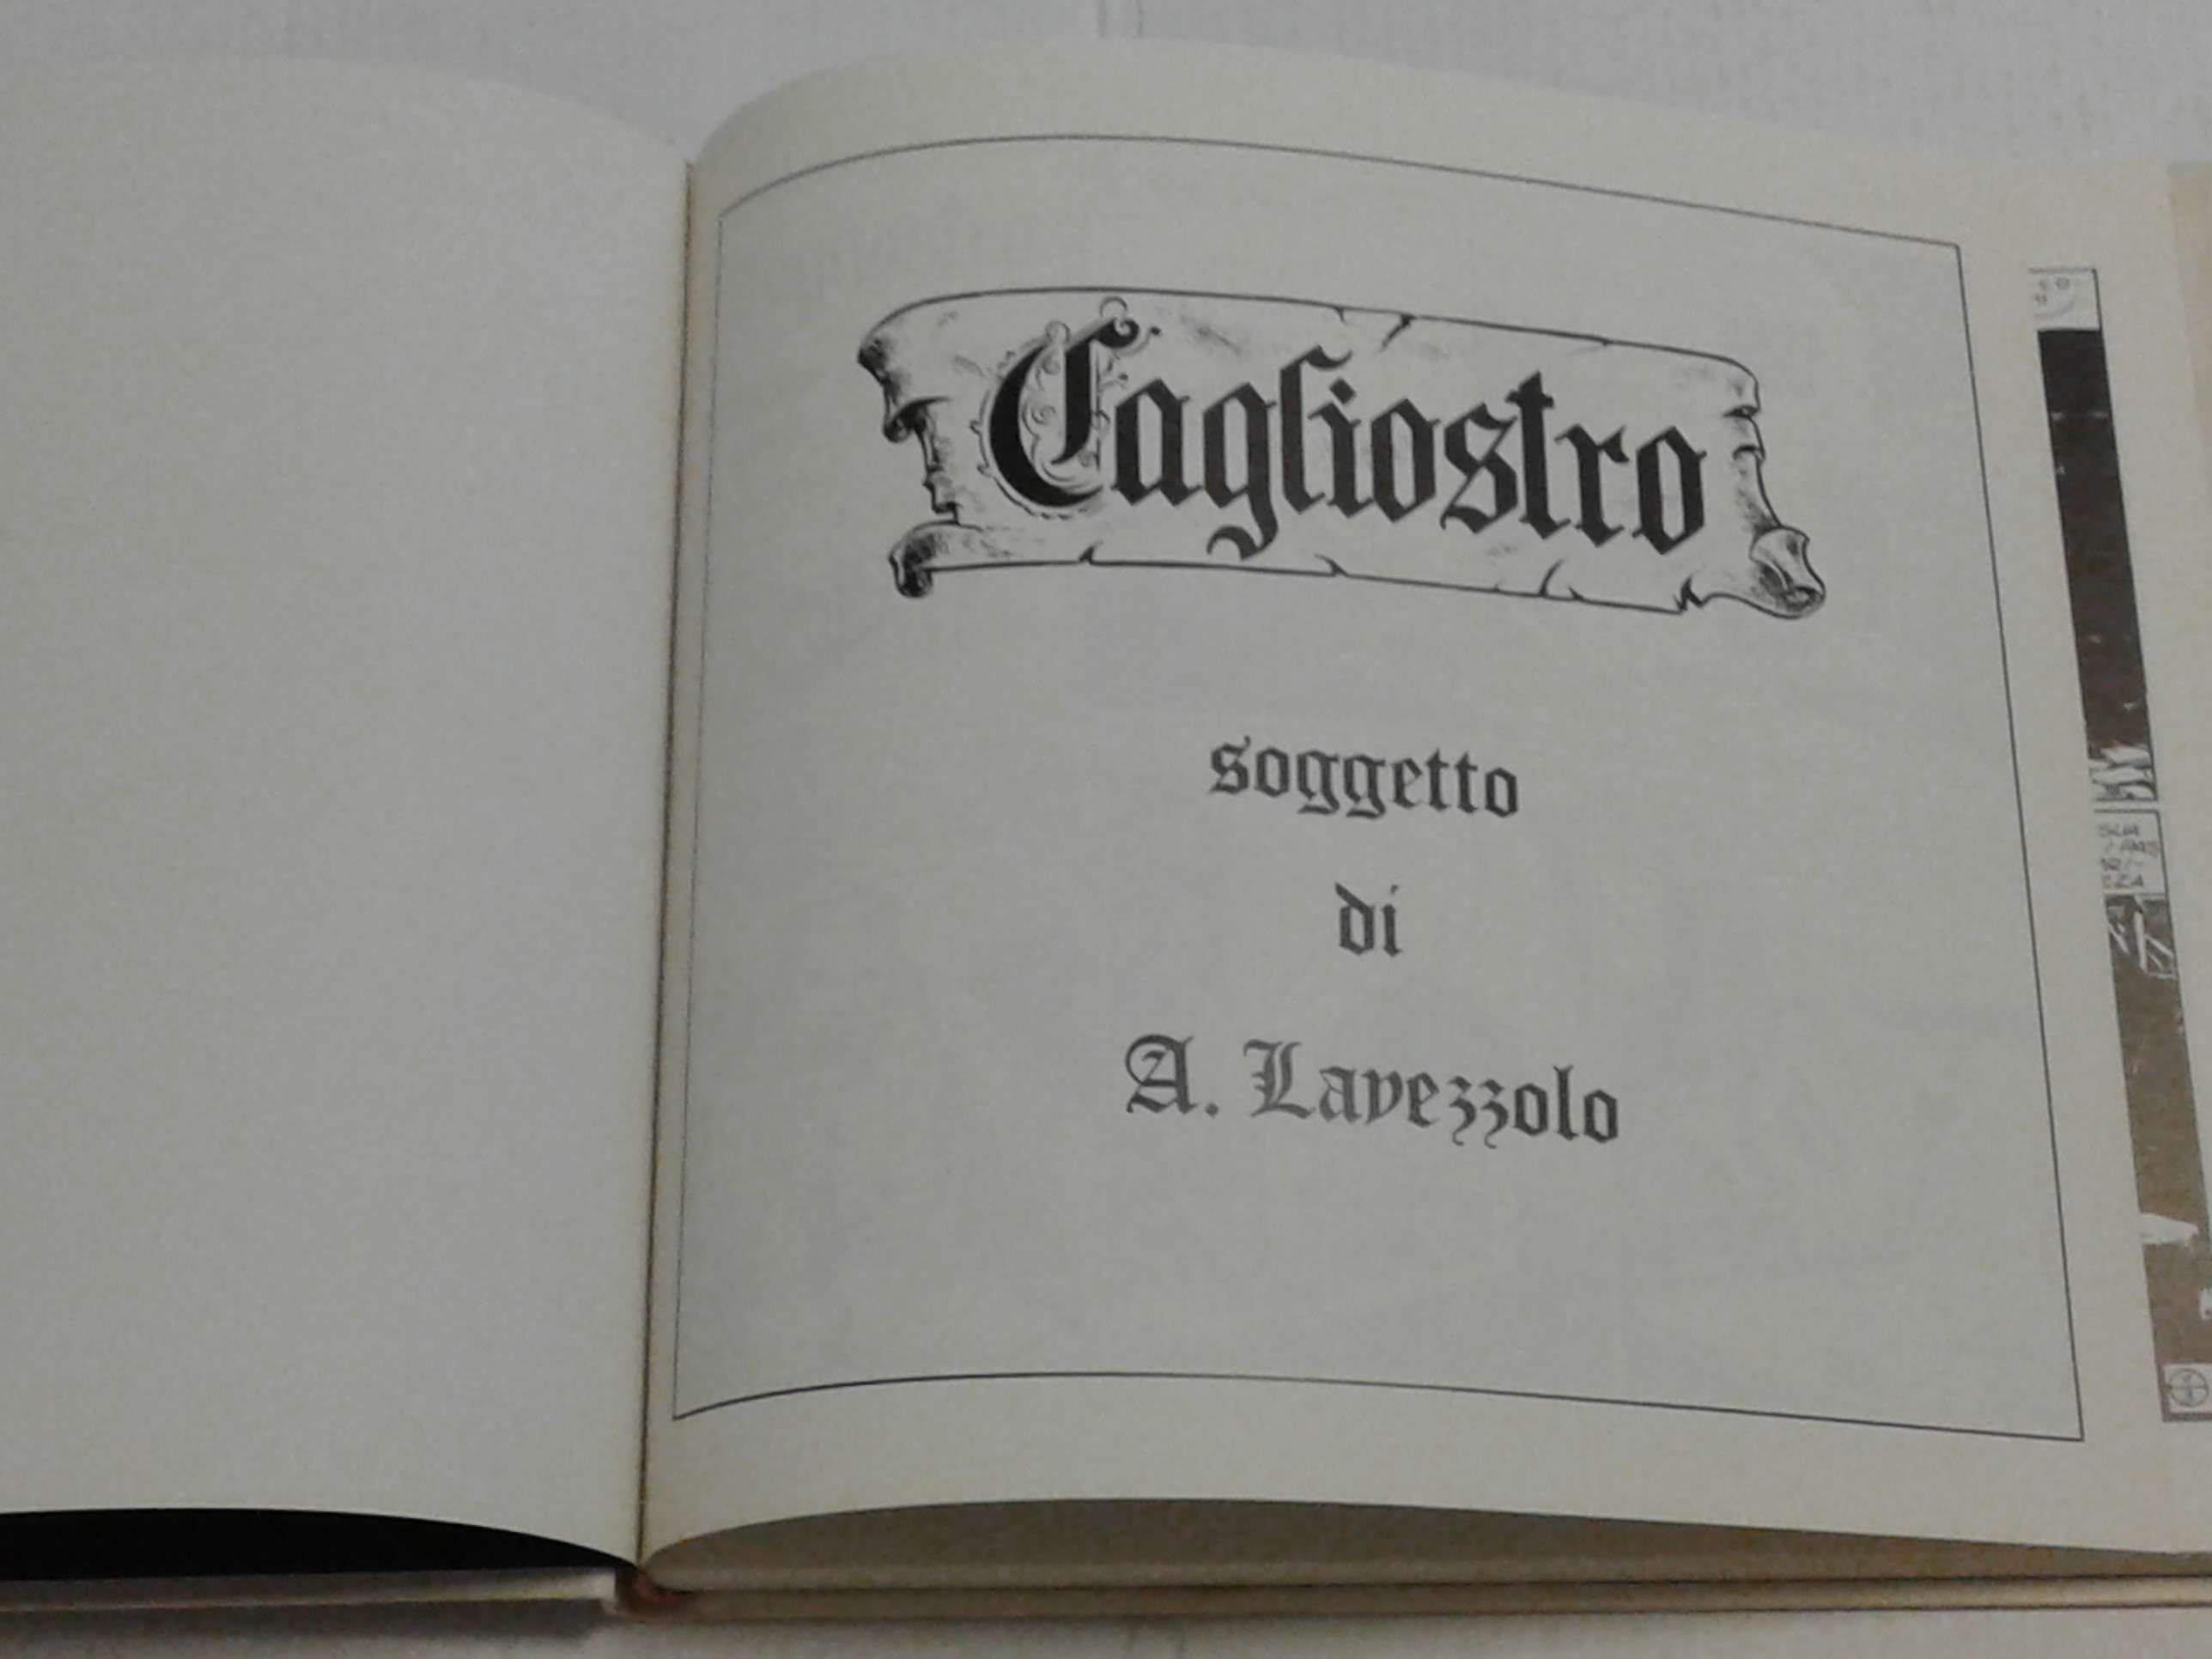 Cagliostro
soggetto
di
A. Lavezzolo